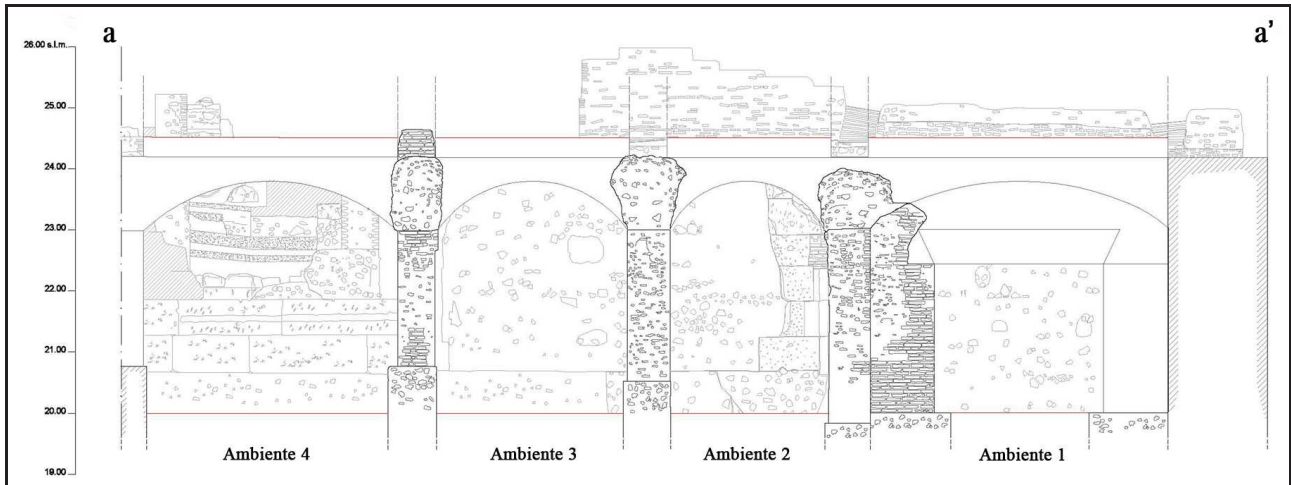 a
a'
26.00 s.l.m.
25.00
24.00
23.00
22.00
21.00
20.00
19.00
Ambiente 4
Ambiente 3
Ambiente 2
Ambiente 1